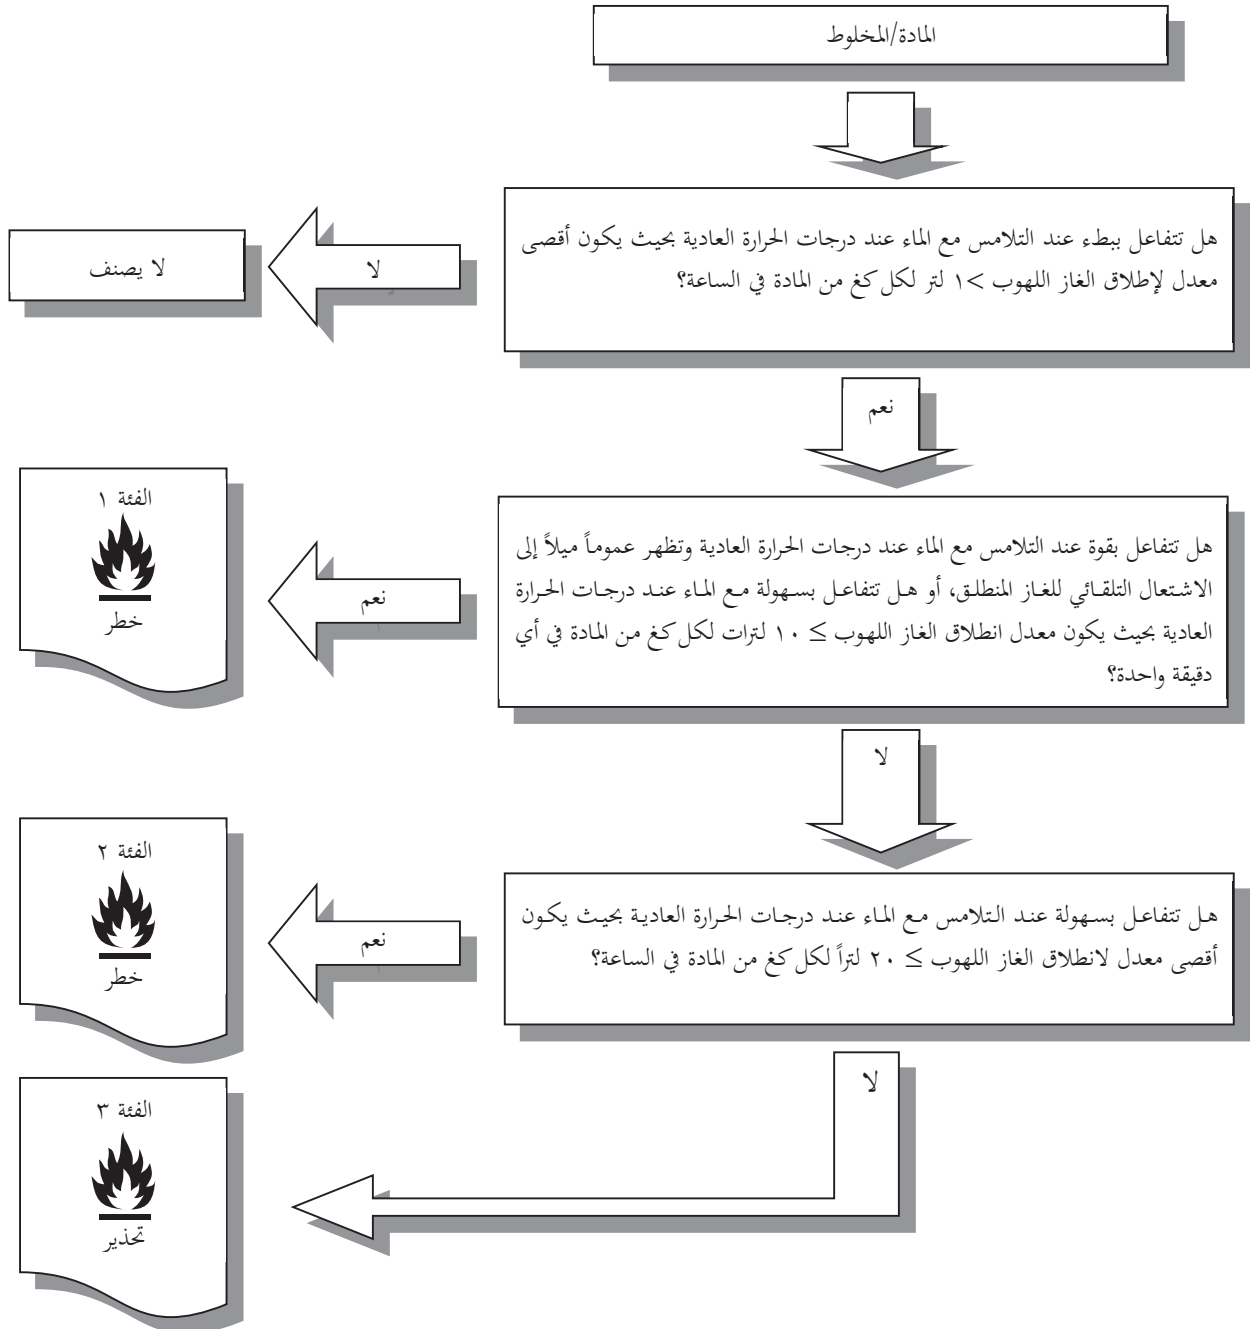 المادة/المخلوط
هل تتفاعل ببطء عند التلامس مع الماء عند درجات الحرارة العادية بحيث يكون أقصى
معدل لإطلاق الغاز اللهوب >١ لتر لكل كغ من المادة في الساعة؟
لا
لا يصنف
نعم
هل تتفاعل بقوة عند التلامس مع الماء عند درجات الحرارة العادية وتظهر عموماً ميلاً إلى
الاشتعال التلقائي للغاز المنطلق، أو هل تتفاعل بسهولة مع الماء عند درجات الحرارة
العادية بحيث يكون معدل انطلاق الغاز اللهوب ≥ ١٠ لترات لكل كغ من المادة في أي
دقيقة واحدة؟
نعم
الفئة ١
خطر
لا
هل تتفاعل بسهولة عند التلامس مع الماء عند درجات الحرارة العادية بحيث يكون
أقصى معدل لانطلاق الغاز اللهوب ≥ ٢٠ لتراً لكل كغ من المادة في الساعة؟
نعم
الفئة ٢
خطر
لا
الفئة ٣
تحذير